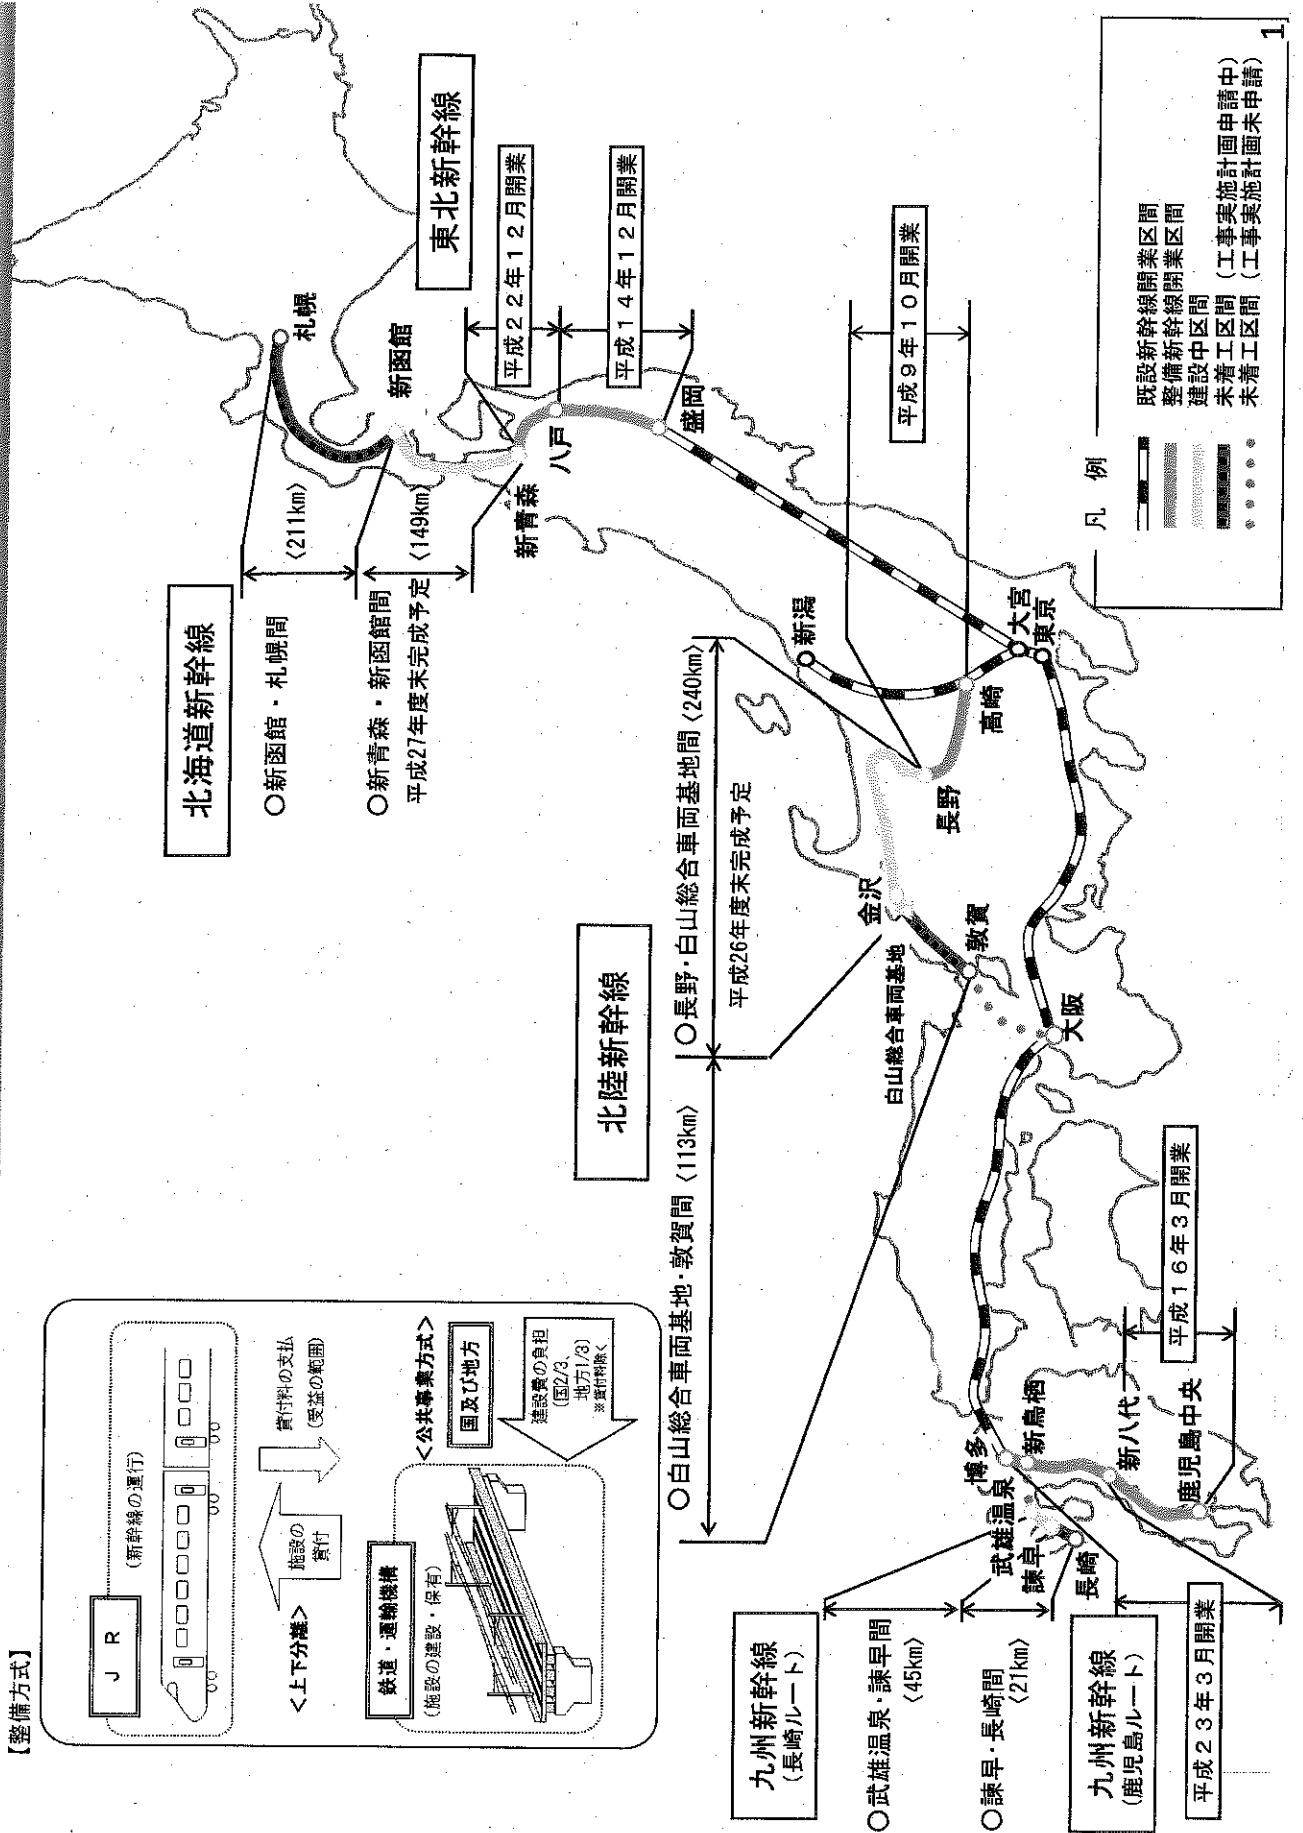 【整備方式】
JR
(新幹線の運行)
<上下分離>
施設の
貸付
貸付料の支払
(受益の範囲)
鉄道・運輸機構
(施設の建設・保有)
<公共事業方式>
国及び地方
建設費の負担
(国2/3、
地方1/3)
※貸付料除く
北海道新幹線
○新函館・札幌間
〈211km〉
○新青森・新函館間
〈149km〉
平成27年度末完成予定
東北新幹線
平成22年12月開業
平成14年12月開業
平成9年10月開業
北陸新幹線
○長野・白山総合車両基地間〈240km〉
平成26年度末完成予定
○白山総合車両基地・敦賀間〈113km〉
九州新幹線
(長崎ルート)
○武雄温泉・諫早間
〈45km〉
○諫早・長崎間
〈21km〉
九州新幹線
(鹿児島ルート)
平成23年3月開業
平成16年3月開業
札幌
新函館
新青森
八戸
盛岡
新潟
大宮
東京
高崎
長野
金沢
白山総合車両基地
敦賀
大阪
博多
新鳥栖
武雄温泉
諫早
長崎
新八代
鹿児島中央
凡例
既設新幹線開業区間
整備新幹線開業区間
建設中区間
未着工区間(工事実施計画申請中)
未着工区間(工事実施計画未申請)
1